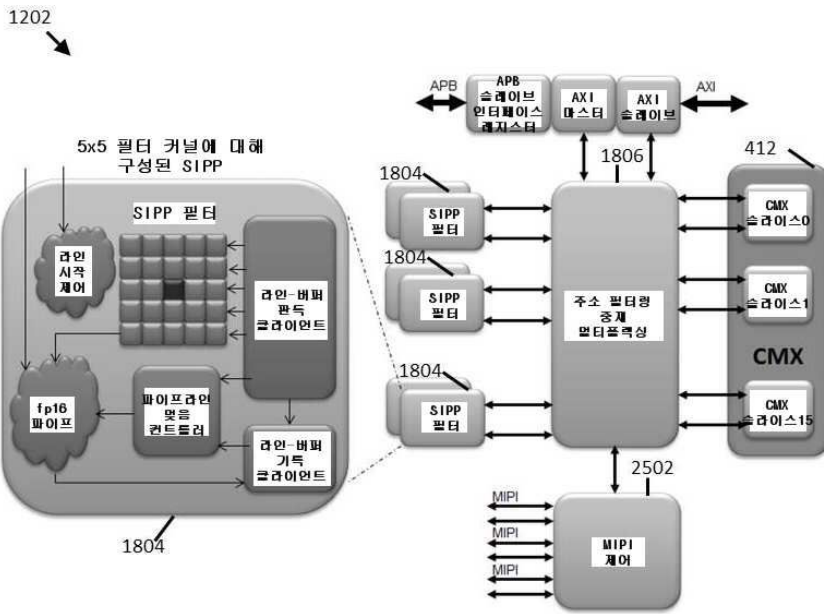 1202
5x5 필터 커널에 대해
구성된 SIPP
SIPP 필터
라인
시작
제어
라인-버퍼
판독
클라이언트
fp16
파이프
파이프라인
맺음
컨트롤러
라인-버퍼
기록
클라이언트
1804
APB
APB
슬레이브
인터페이스
레지스터
AXI
마스터
AXI
슬레이브
AXI
1806
412
1804
SIPP
필터
1804
SIPP
필터
1804
SIPP
필터
주소 필터링
중재
멀티플렉싱
CMX
슬라이스0
CMX
슬라이스1
CMX
CMX
슬라이스15
2502
MIPI
MIPI
MIPI
MIPI
제어